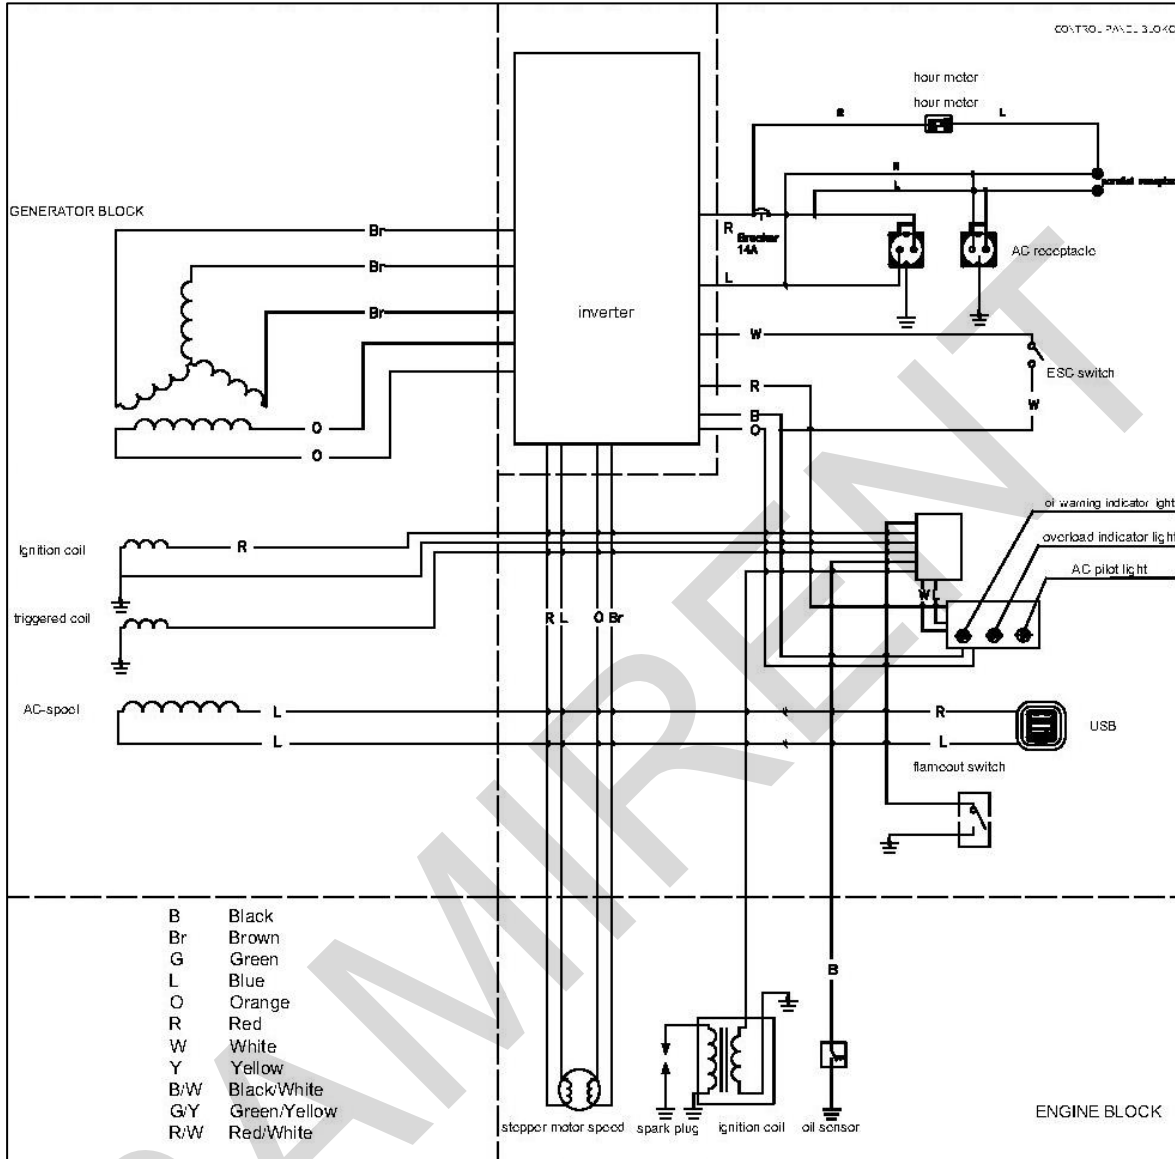 hour meter
hour meter
R
L
R
L
GENERATOR BLOCK
Br
R
Breaker
14A
AC receptacle
Br
L
Br
inverter
W
ESC switch
R
W
B
O
O
O
oil warning indicator light
Ignition coil
R
overload indicator light
AC pilot light
W L
triggered coil
R L O Br
AC-spool
L
R
USB
L
L
flameout switch
B Black
Br Brown
G Green
L Blue
O Orange
R Red
W White
Y Yellow
B/W Black/White
G/Y Green/Yellow
R/W Red/White
B
stepper motor speed
spark plug
ignition coil
oil sensor
ENGINE BLOCK
RAMIRENT